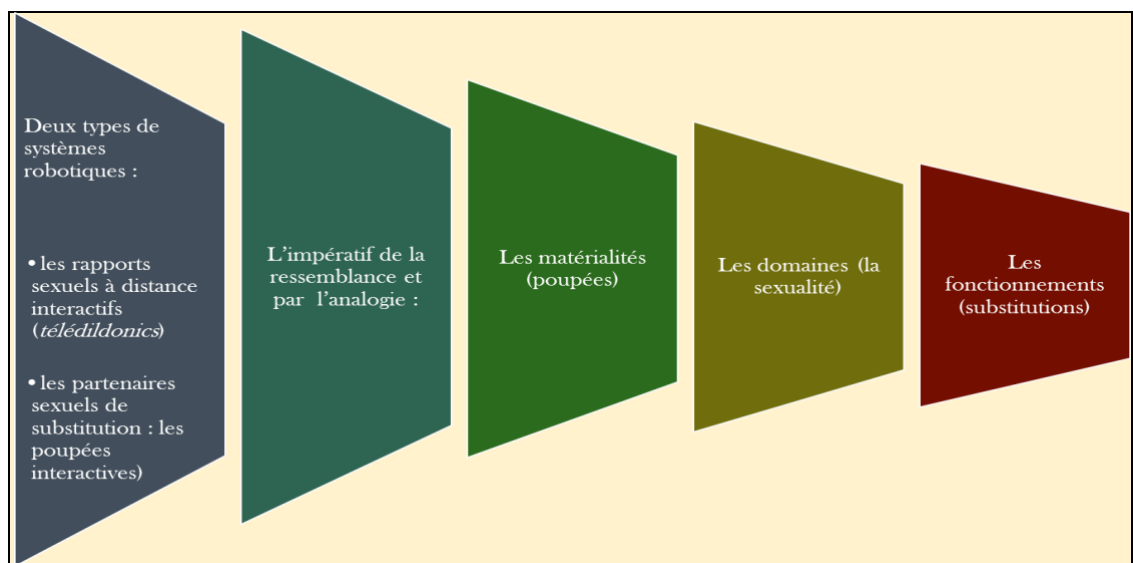 Deux types de
systèmes
robotiques :
• les rapports
sexuels à distance
interactifs
(télédildonics)
• les partenaires
sexuels de
substitution : les
poupées
interactives)
L’impératif de la
ressemblance et
par l’analogie :
Les matérialités
(poupées)
Les domaines (la
sexualité)
Les
fonctionnements
(substitutions)